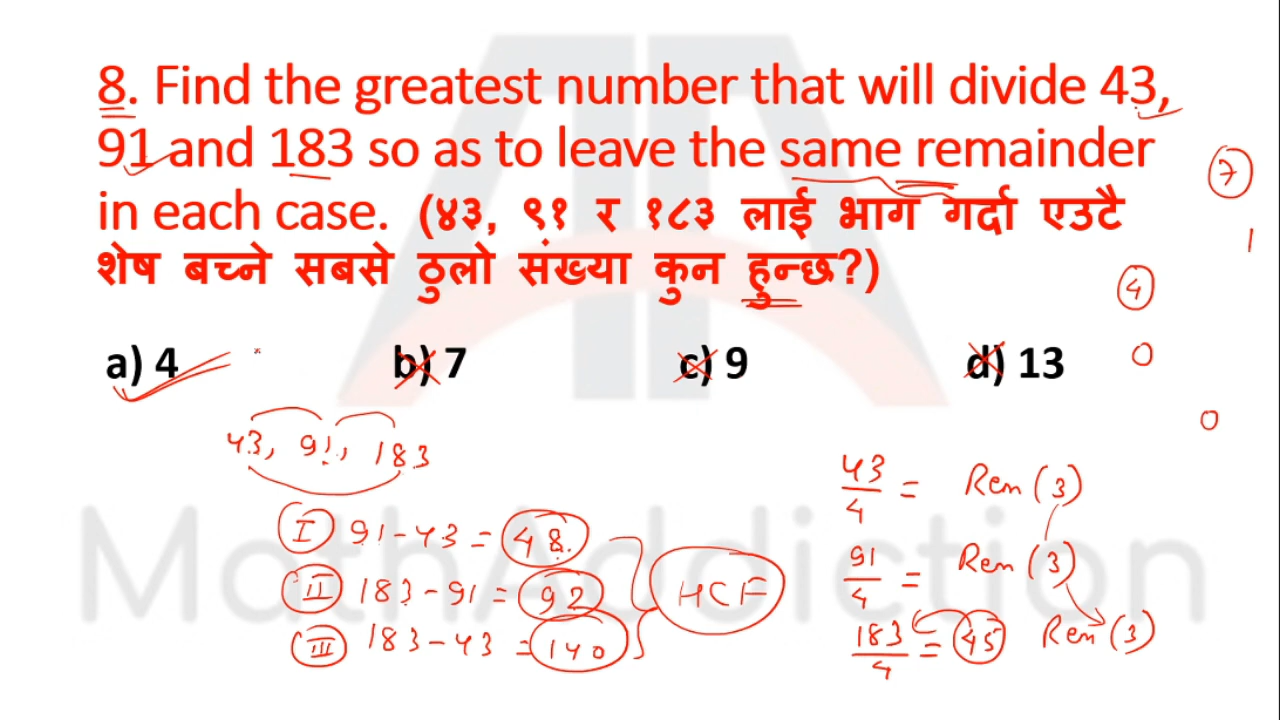 8. Find the greatest number that will divide 43,
91 and 183 so as to leave the same remainder
in each case. (४३, ९१ र १८३ लाई भाग गर्दा एउटै
शेष बच्ने सबसे ठुलो संख्या कुन हुन्छ?)
a) 4 b) 7 c) 9 d) 13
7
1
4
0
0
43, 91, 183
I 91-43 = 48
II 183-91 = 92
III 183-43 = 140
HCF
43/4 = Rem (3)
91/4 = Rem (3)
183/4 = 45 Rem (3)
MathAddiction